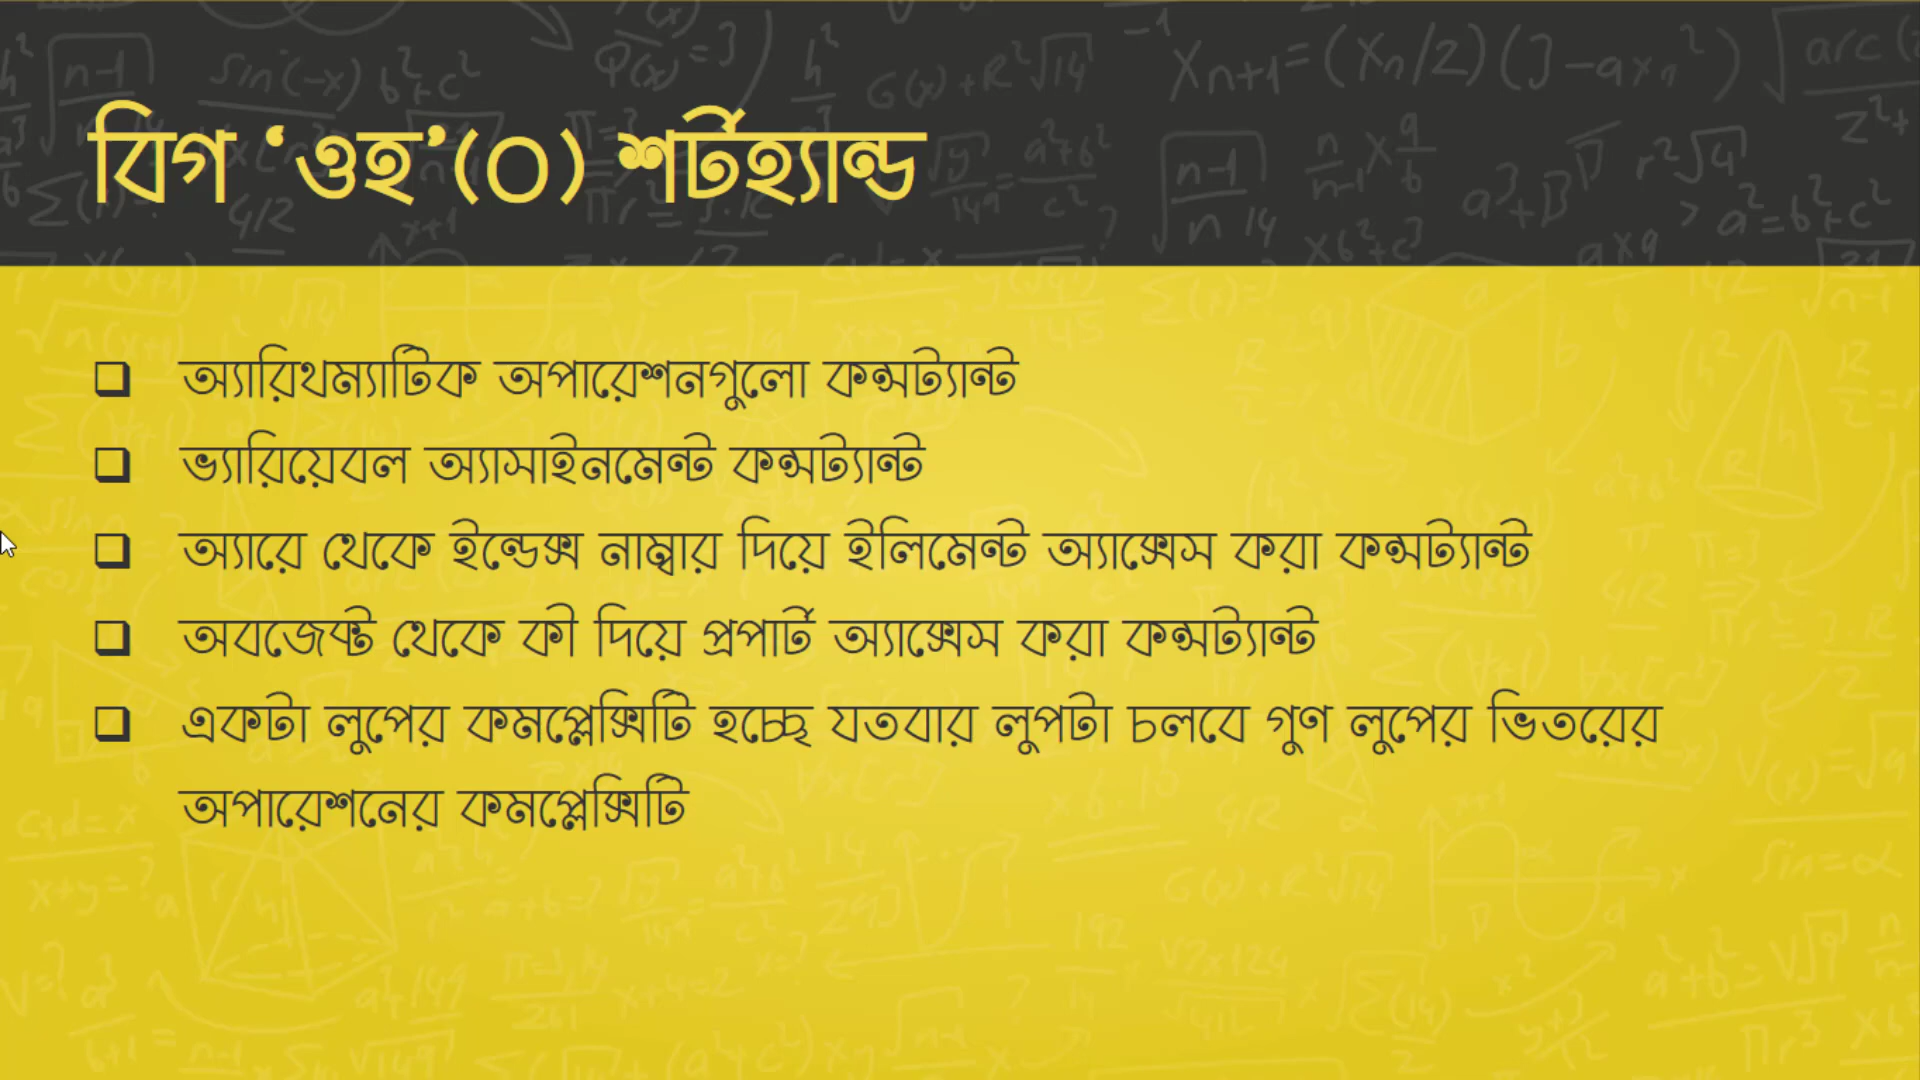 বিগ ‘ওহ’(O) শর্টহ্যান্ড
অ্যারিথম্যাটিক অপারেশনগুলো কন্সট্যান্ট
ভ্যারিয়েবল অ্যাসাইনমেন্ট কন্সট্যান্ট
অ্যারে থেকে ইন্ডেক্স নাম্বার দিয়ে ইলিমেন্ট অ্যাক্সেস করা কন্সট্যান্ট
অবজেক্ট থেকে কী দিয়ে প্রপার্টি অ্যাক্সেস করা কন্সট্যান্ট
একটা লুপের কমপ্লেক্সিটি হচ্ছে যতবার লুপটা চলবে গুণ লুপের ভিতরের
অপারেশনের কমপ্লেক্সিটি